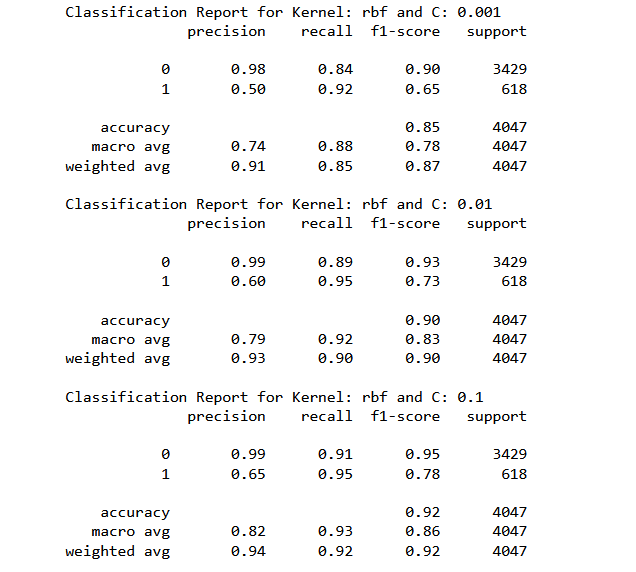 Classification Report for Kernel: rbf and C: 0.001
precision recall f1-score support
0 0.98 0.84 0.90 3429
1 0.50 0.92 0.65 618
accuracy 0.85 4047
macro avg 0.74 0.88 0.78 4047
weighted avg 0.91 0.85 0.87 4047
Classification Report for Kernel: rbf and C: 0.01
precision recall f1-score support
0 0.99 0.89 0.93 3429
1 0.60 0.95 0.73 618
accuracy 0.90 4047
macro avg 0.79 0.92 0.83 4047
weighted avg 0.93 0.90 0.90 4047
Classification Report for Kernel: rbf and C: 0.1
precision recall f1-score support
0 0.99 0.91 0.95 3429
1 0.65 0.95 0.78 618
accuracy 0.92 4047
macro avg 0.82 0.93 0.86 4047
weighted avg 0.94 0.92 0.92 4047